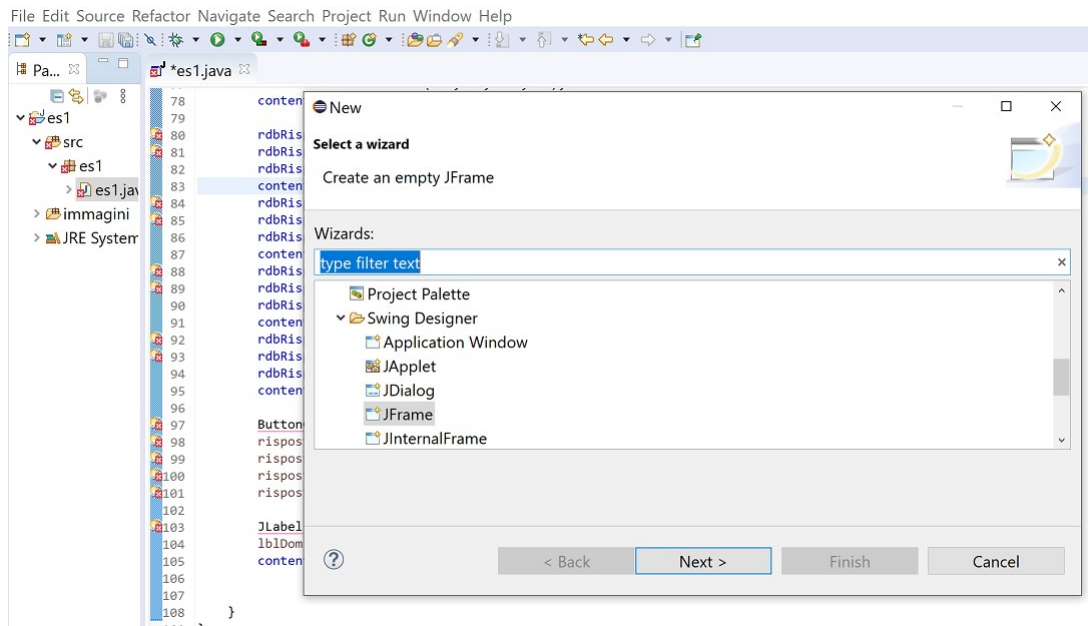 File Edit Source Refactor Navigate Search Project Run Window Help
Pa...
*es1.java
es1
src
es1
es1.jav
immagini
JRE System
78 conten
79
80 rdbRis
81 rdbRis
82 rdbRis
83 conten
84 rdbRis
85 rdbRis
86 rdbRis
87 conten
88 rdbRis
89 rdbRis
90 rdbRis
91 conten
92 rdbRis
93 rdbRis
94 rdbRis
95 conten
96
97 Button
98 rispos
99 rispos
100 rispos
101 rispos
102
103 JLabel
104 lblDom
105 conten
106
107
108 }
New
Select a wizard
Create an empty JFrame
Wizards:
type filter text
Project Palette
Swing Designer
Application Window
JApplet
JDialog
JFrame
JInternalFrame
< Back Next > Finish Cancel